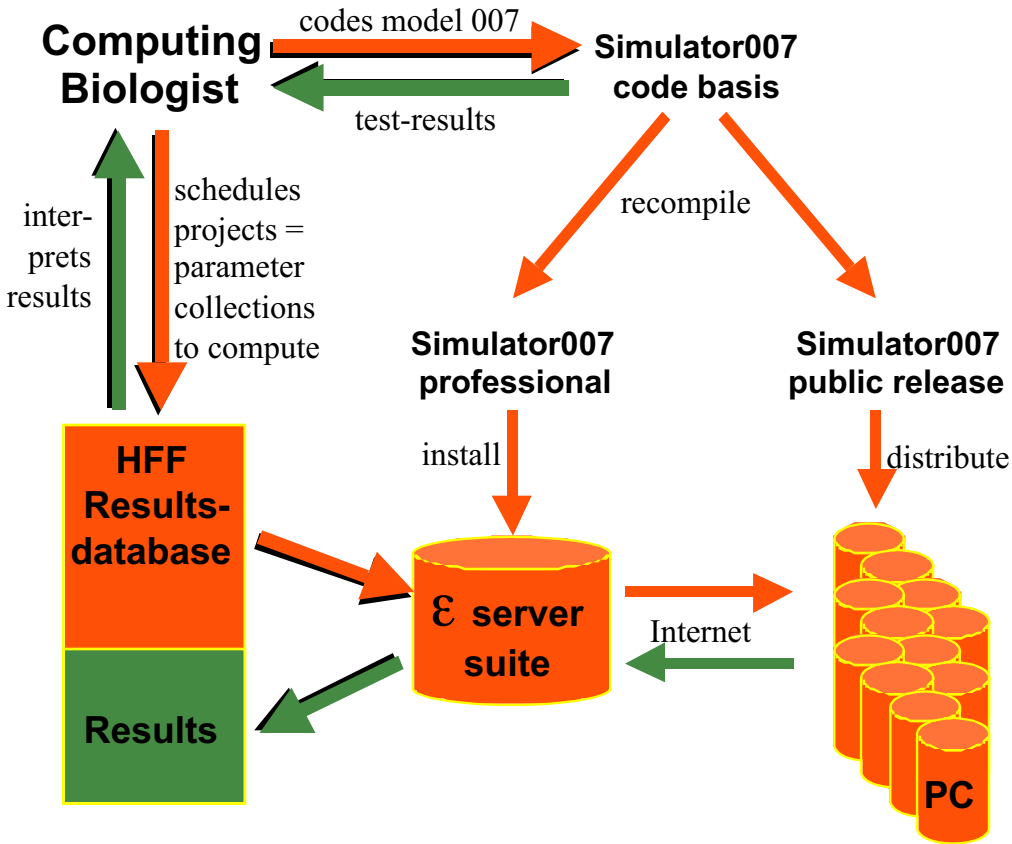 Computing
Biologist
codes model 007
test-results
Simulator007
code basis
recompile
inter-
prets
results
schedules
projects =
parameter
collections
to compute
Simulator007
professional
Simulator007
public release
install
distribute
HFF
Results-
database
Results
ε server
suite
Internet
PC